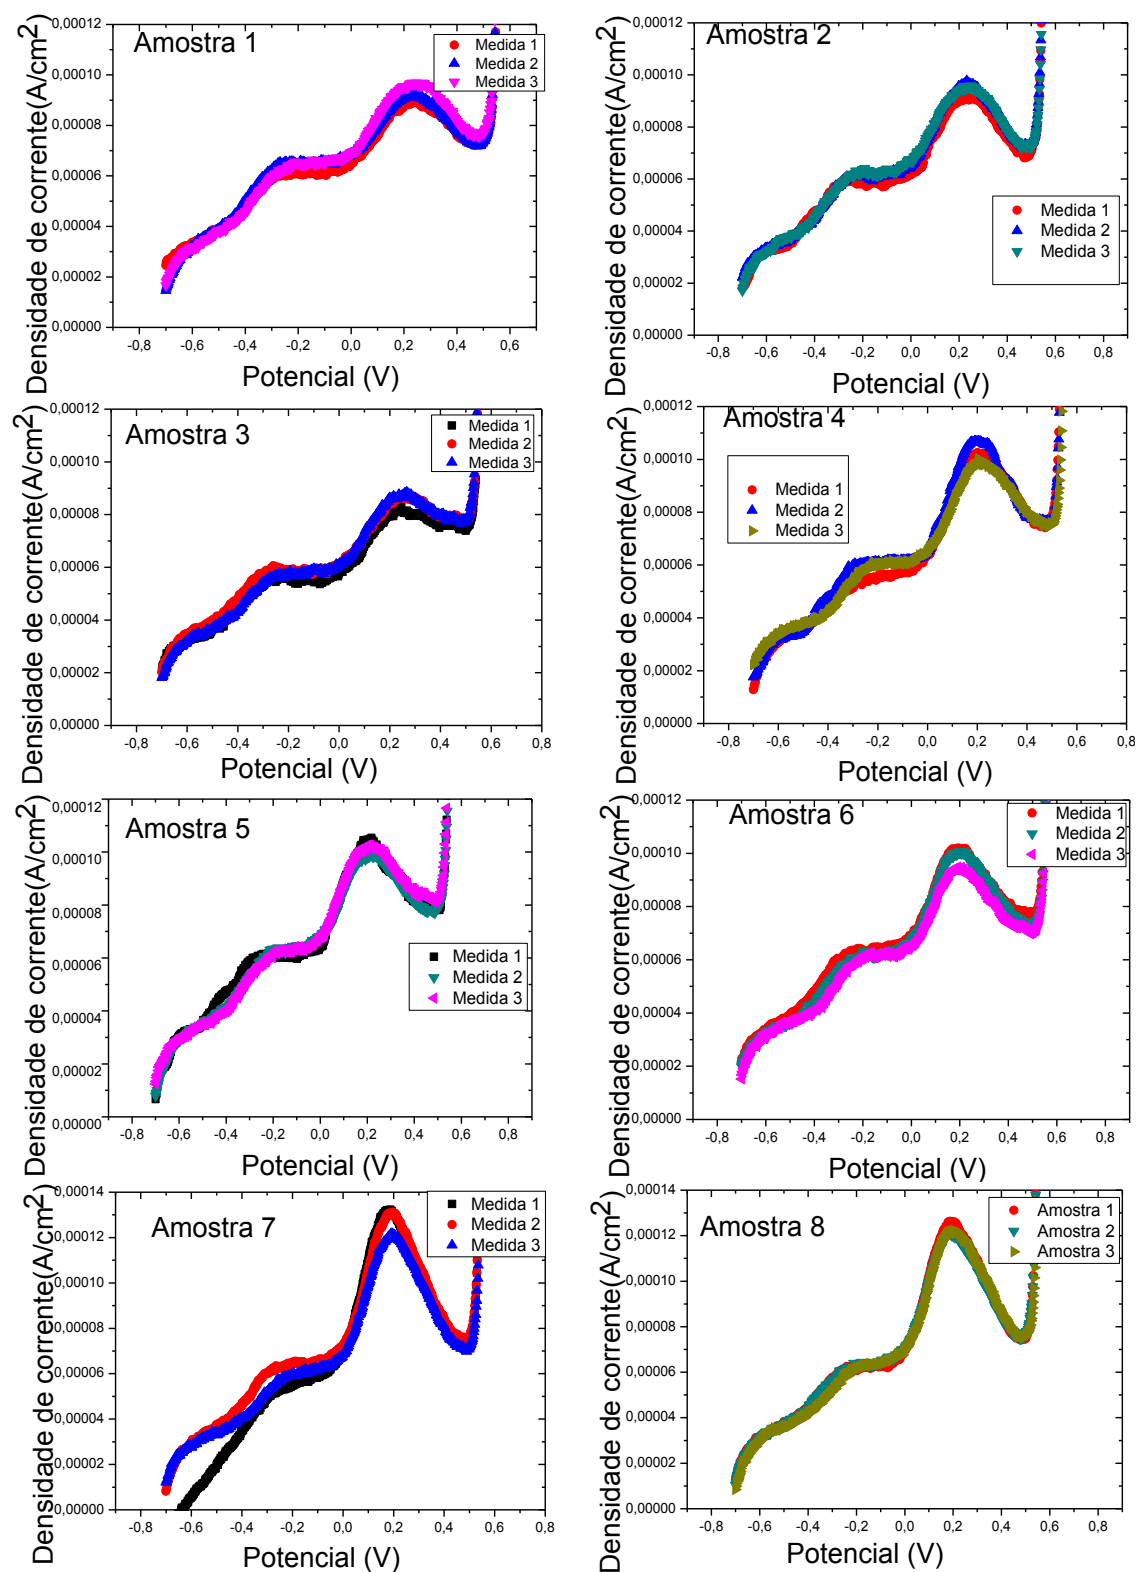 Amostra 1
Medida 1
Medida 2
Medida 3
0,00012
0,00010
0,00008
0,00006
0,00004
0,00002
0,00000
-0,8 -0,6 -0,4 -0,2 0,0 0,2 0,4 0,6
Densidade de corrente(A/cm2)
Potencial (V)
Amostra 2
Medida 1
Medida 2
Medida 3
0,00012
0,00010
0,00008
0,00006
0,00004
0,00002
0,00000
-0,8 -0,6 -0,4 -0,2 0,0 0,2 0,4 0,6 0,8
Densidade de corrente(A/cm2)
Potencial (V)
Amostra 3
Medida 1
Medida 2
Medida 3
0,00012
0,00010
0,00008
0,00006
0,00004
0,00002
0,00000
-0,8 -0,6 -0,4 -0,2 0,0 0,2 0,4 0,6 0,8
Densidade de corrente(A/cm2)
Potencial (V)
Amostra 4
Medida 1
Medida 2
Medida 3
0,00012
0,00010
0,00008
0,00006
0,00004
0,00002
0,00000
-0,8 -0,6 -0,4 -0,2 0,0 0,2 0,4 0,6 0,8
Densidade de corrente(A/cm2)
Potencial (V)
Amostra 5
Medida 1
Medida 2
Medida 3
0,00012
0,00010
0,00008
0,00006
0,00004
0,00002
0,00000
-0,8 -0,6 -0,4 -0,2 0,0 0,2 0,4 0,6 0,8
Densidade de corrente(A/cm2)
Potencial (V)
Amostra 6
Medida 1
Medida 2
Medida 3
0,00012
0,00010
0,00008
0,00006
0,00004
0,00002
0,00000
-0,8 -0,6 -0,4 -0,2 0,0 0,2 0,4 0,6 0,8
Densidade de corrente(A/cm2)
Potencial (V)
Amostra 7
Medida 1
Medida 2
Medida 3
0,00014
0,00012
0,00010
0,00008
0,00006
0,00004
0,00002
0,00000
-0,8 -0,6 -0,4 -0,2 0,0 0,2 0,4 0,6 0,8
Densidade de corrente(A/cm2)
Potencial (V)
Amostra 8
Amostra 1
Amostra 2
Amostra 3
0,00014
0,00012
0,00010
0,00008
0,00006
0,00004
0,00002
0,00000
-0,8 -0,6 -0,4 -0,2 0,0 0,2 0,4 0,6 0,8
Densidade de corrente(A/cm2)
Potencial (V)